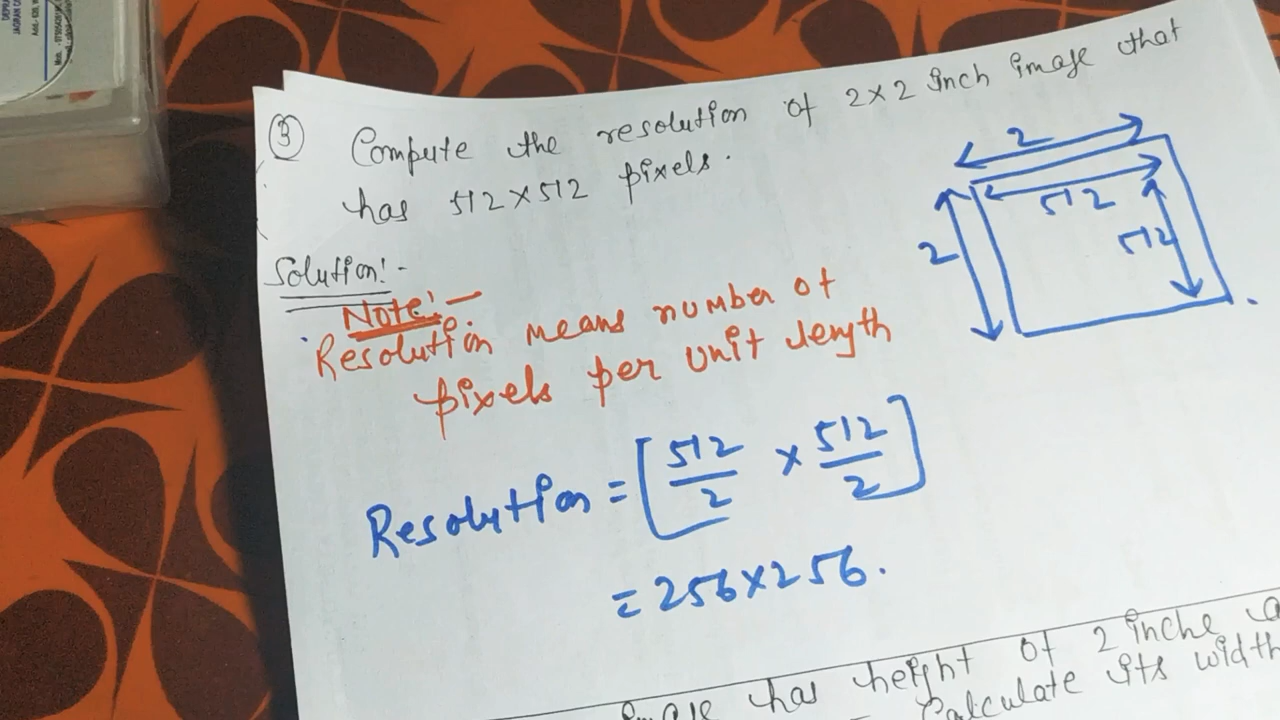 ③ Compute the resolution of 2×2 inch image that
has 512×512 pixels.
2
512
2
512
Solution:-
Note:-
Resolution means number of
pixels per unit length
Resolution = [512/2 × 512/2]
= 256×256.
image has height of 2 inche
Calculate its width